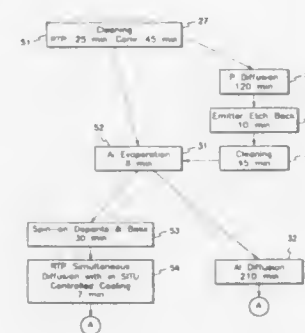 27
Cleaning
51
RTP 25 min Conv 45 min
P Diffusion
120 min
Emitter Etch Back
10 min
52
31
Al Evaporation
8 min
Cleaning
45 min
Spin-on Dopants & Bake
30 min
53
32
RTP Simultaneous
Diffusion with in SITU
Controlled Cooling
7 min
54
Al Diffusion
210 min
A
A